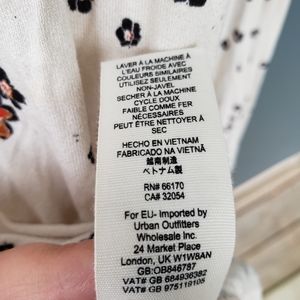 LAVER À LA MACHINE À
L'EAU FROIDE AVEC
COULEURS SIMILAIRES
UTILISEZ SEULEMENT
NON-JAVEL
SECHER À LA MACHINE
CYCLE DOUX
FAIBLE COMME FER
NÉCESSAIRES
PEUT ÊTRE NETTOYER À
SEC
HECHO EN VIETNAM
FABRICADO NA VIETNÃ
越南制造
ベトナム製
RN# 66170
CA# 32054
For EU- Imported by
Urban Outfitters
Wholesale Inc.
24 Market Place
London, UK W1W8AN
GB:OB846787
VAT# GB 684936382
VAT# GB 975119105